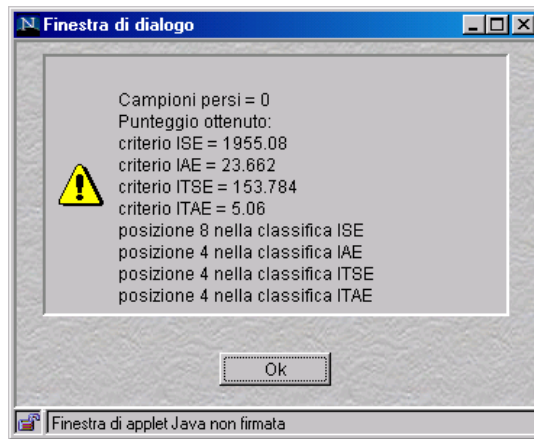 Finestra di dialogo
Campioni persi = 0
Punteggio ottenuto:
criterio ISE = 1955.08
criterio IAE = 23.662
criterio ITSE = 153.784
criterio ITAE = 5.06
posizione 8 nella classifica ISE
posizione 4 nella classifica IAE
posizione 4 nella classifica ITSE
posizione 4 nella classifica ITAE
Ok
Finestra di applet Java non firmata